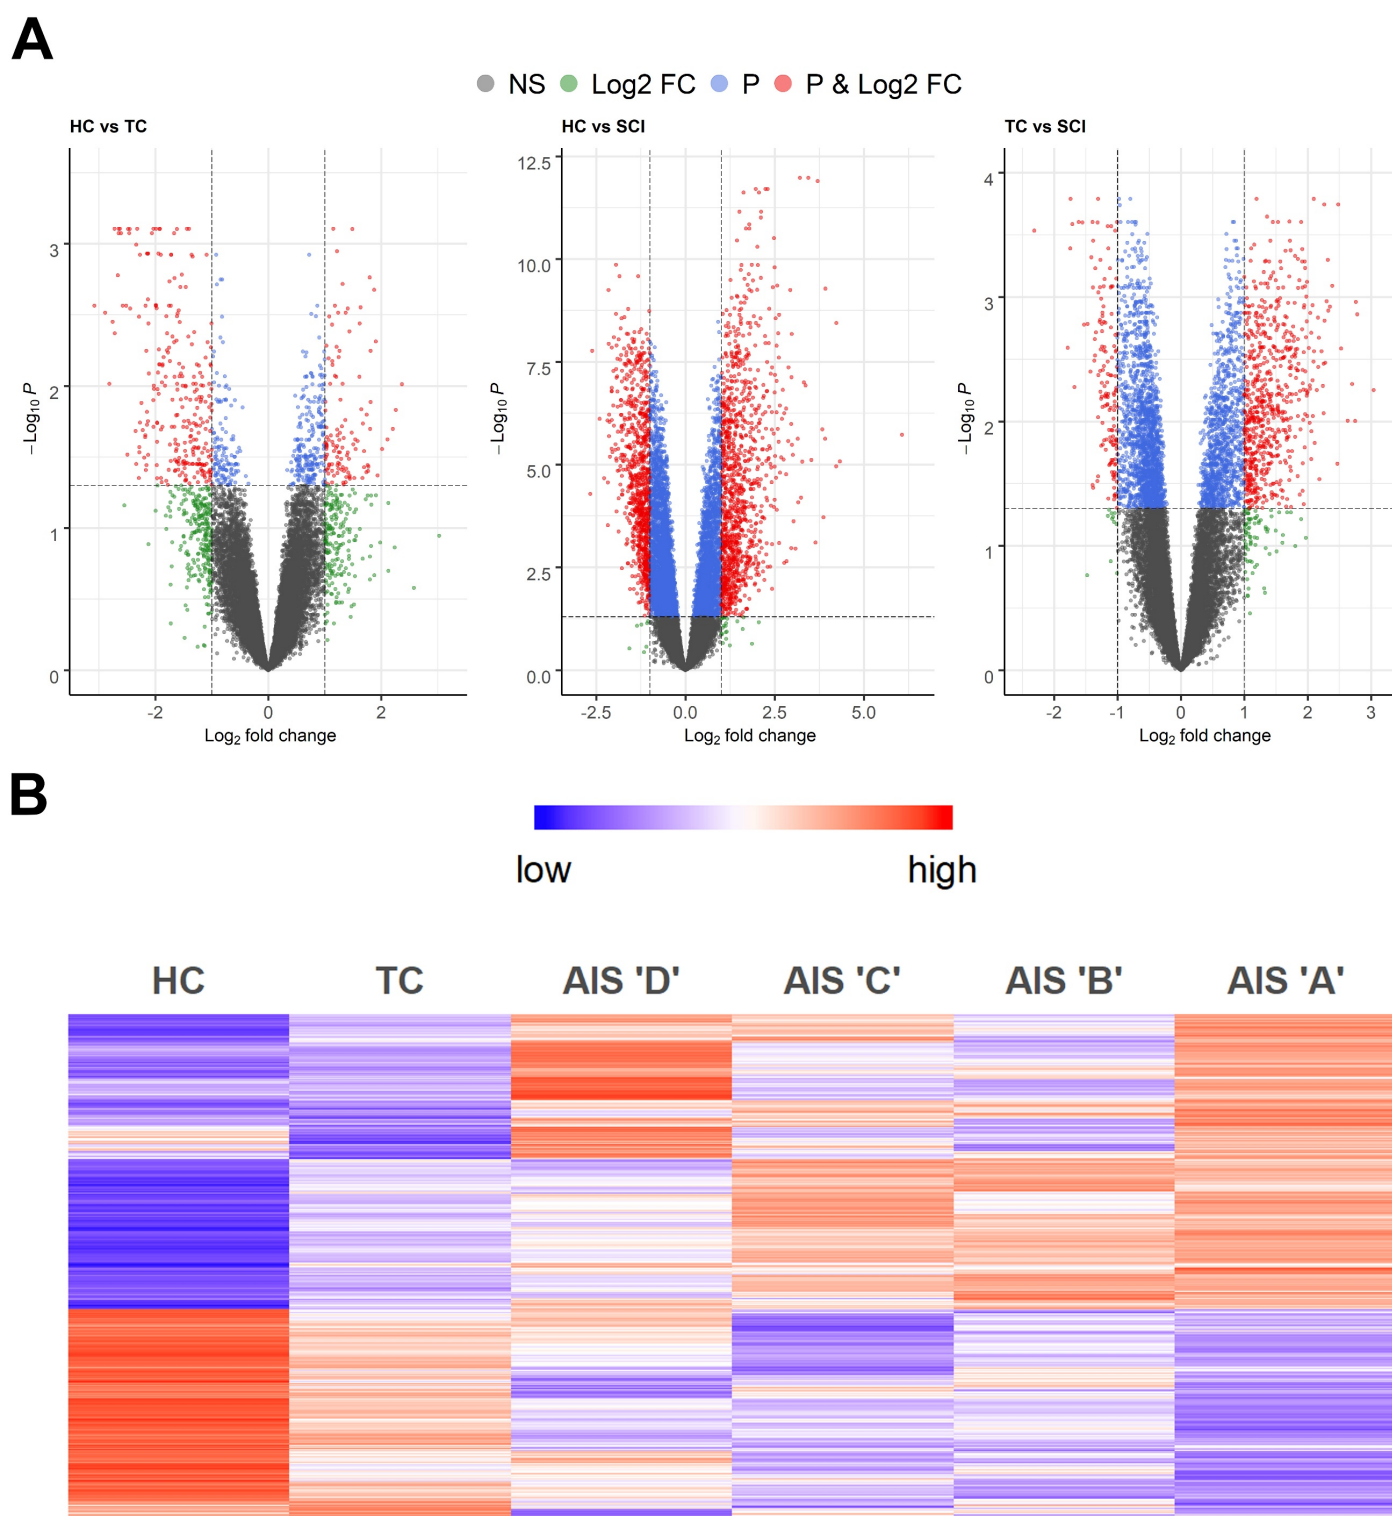 A
NS Log2 FC P P & Log2 FC
HC vs TC
HC vs SCI
TC vs SCI
−Log10 P
3
2
1
0
-2 0 2
Log2 fold change
−Log10 P
12.5
10.0
7.5
5.0
2.5
0.0
-2.5 0.0 2.5 5.0
Log2 fold change
−Log10 P
4
3
2
1
0
-2 -1 0 1 2 3
Log2 fold change
B
low high
HC TC AIS 'D' AIS 'C' AIS 'B' AIS 'A'